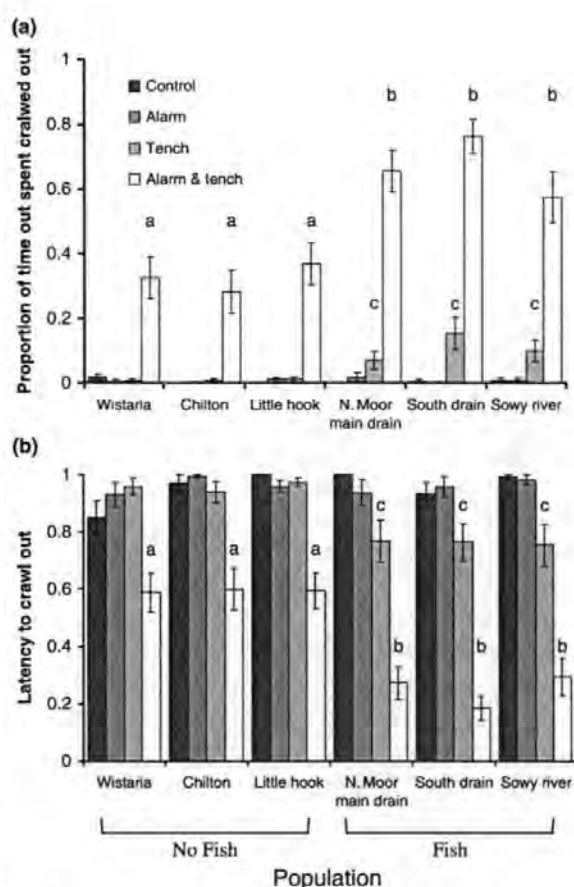 (a)
Proportion of time out spent cralwed out
1
0.8
0.6
0.4
0.2
0
Control
Alarm
Tench
Alarm & tench
a
a
a
b
b
b
c
c
c
Wistaria
Chilton
Little hook
N. Moor
main drain
South drain
Sowy river
(b)
Latency to crawl out
1
0.8
0.6
0.4
0.2
0
a
a
a
c
b
c
b
c
b
Wistaria
Chilton
Little hook
N. Moor
main drain
South drain
Sowy river
No Fish
Fish
Population